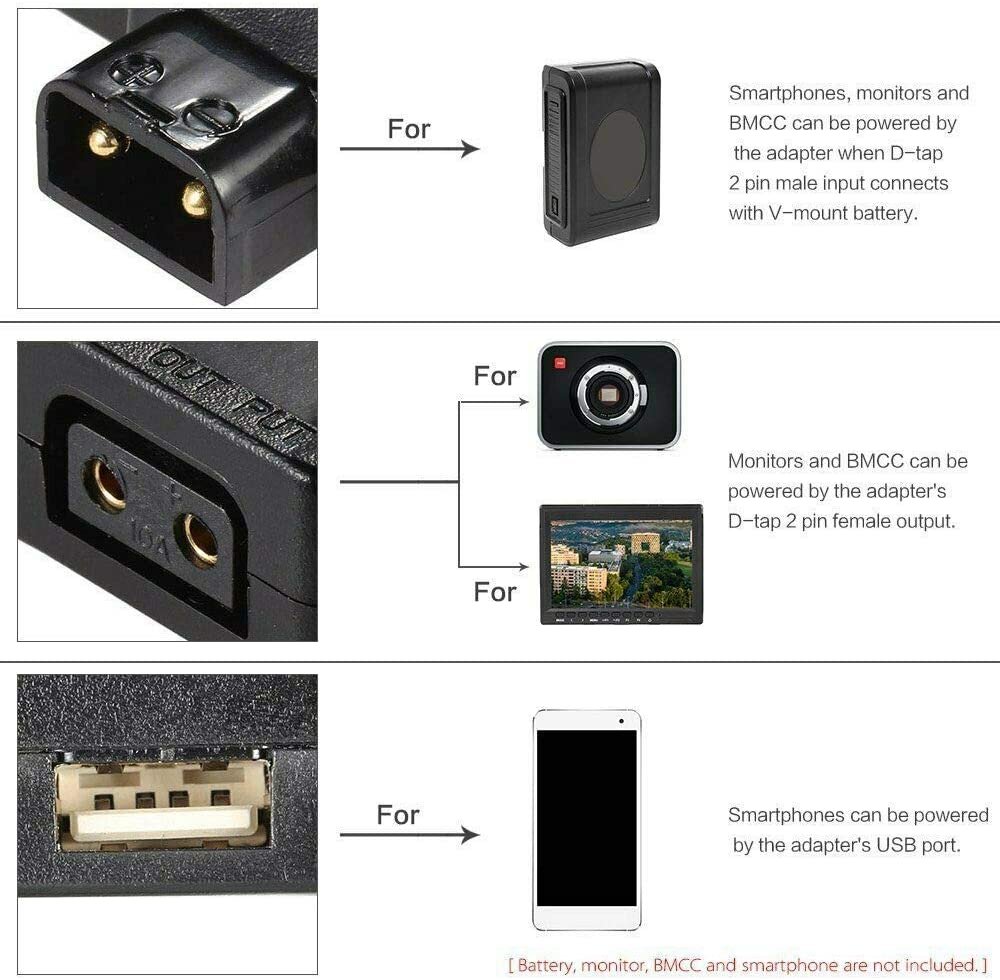 For
Smartphones, monitors and
BMCC can be powered by
the adapter when D-tap
2 pin male input connects
with V-mount battery.
OUT PUT
10A
For
For
Monitors and BMCC can be
powered by the adapter's
D-tap 2 pin female output.
For
Smartphones can be powered
by the adapter's USB port.
[ Battery, monitor, BMCC and smartphone are not included. ]